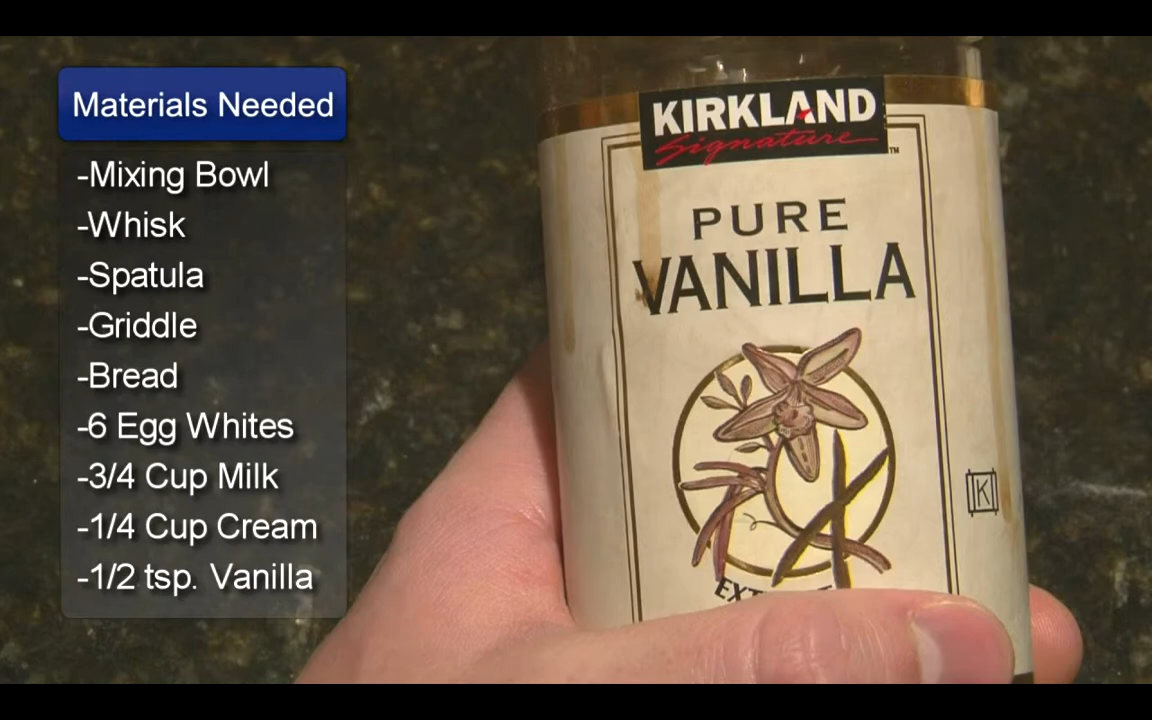 Materials Needed
-Mixing Bowl
-Whisk
-Spatula
-Griddle
-Bread
-6 Egg Whites
-3/4 Cup Milk
-1/4 Cup Cream
-1/2 tsp. Vanilla
KIRKLAND
Signature™
PURE
VANILLA
K